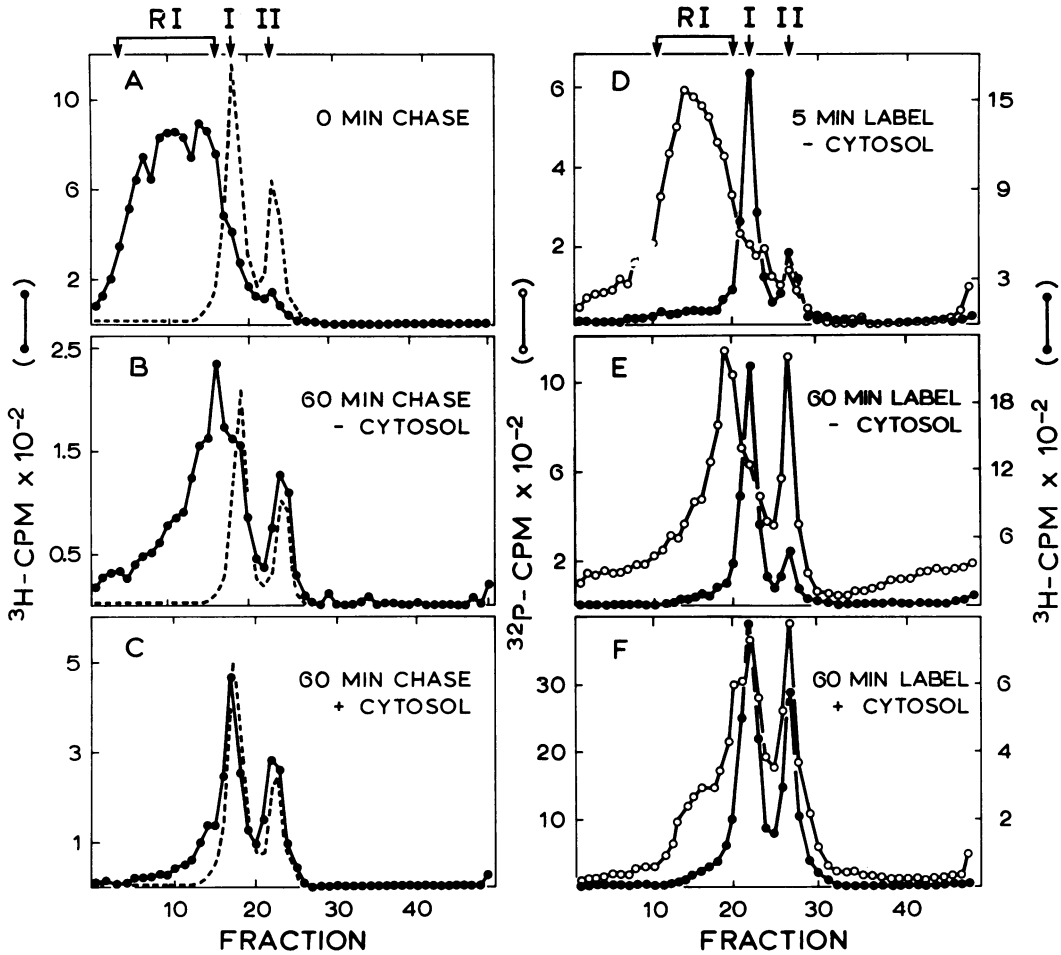 RI I II RI I II
A
0 MIN CHASE
10
6
2
B
60 MIN CHASE
- CYTOSOL
2.5
1.5
0.5
C
60 MIN CHASE
+ CYTOSOL
5
3
1
10 20 30 40
FRACTION
³H-CPM x 10⁻² ( )
D
5 MIN LABEL
- CYTOSOL
6
4
2
15
9
3
E
60 MIN LABEL
- CYTOSOL
10
6
2
18
12
6
F
60 MIN LABEL
+ CYTOSOL
30
20
10
6
4
2
10 20 30 40
FRACTION
³²P-CPM x 10⁻² ( )
³H-CPM x 10⁻² ( )